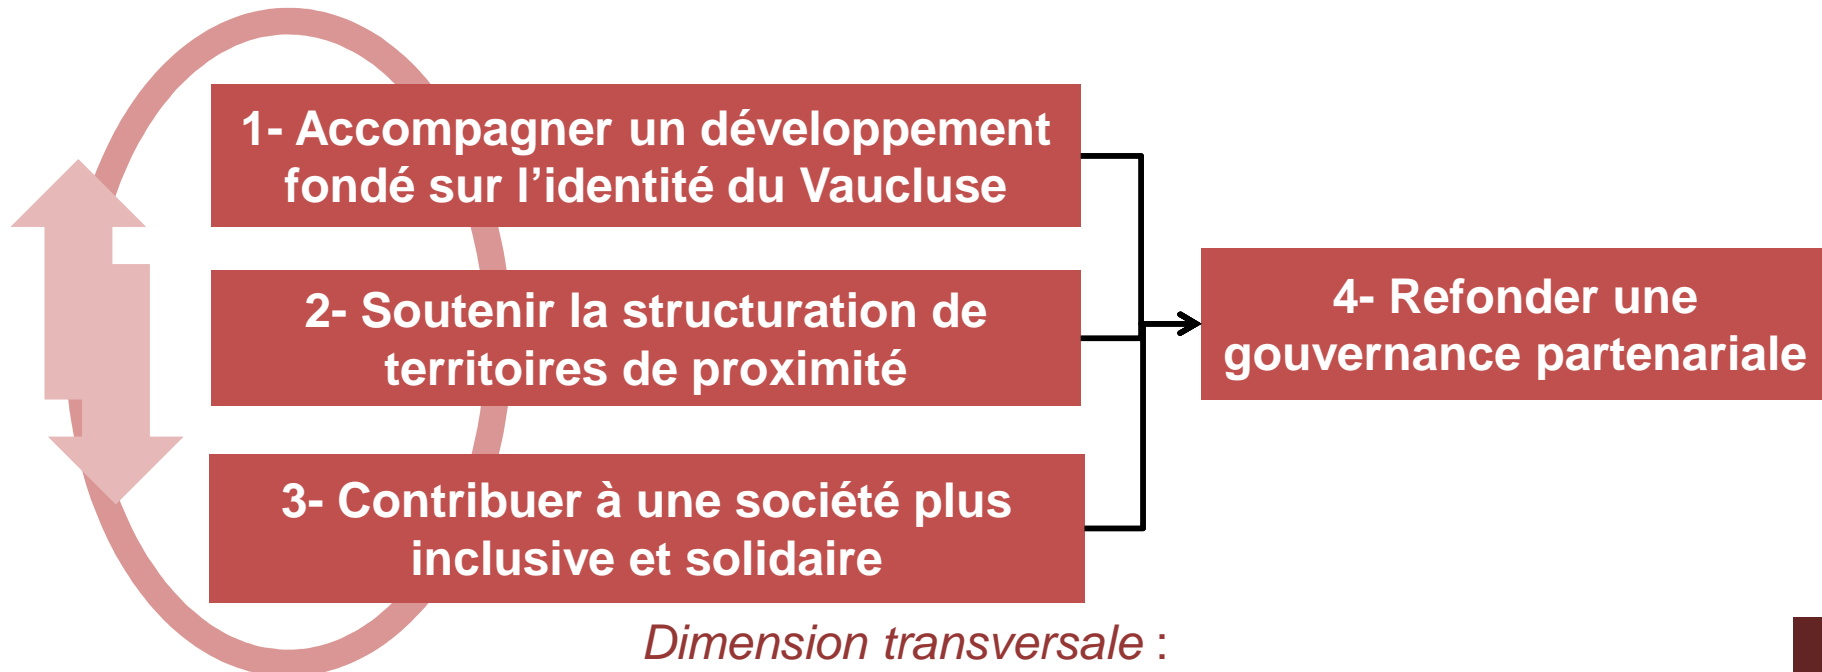 1- Accompagner un développement
fondé sur l’identité du Vaucluse
2- Soutenir la structuration de
territoires de proximité
3- Contribuer à une société plus
inclusive et solidaire
4- Refonder une
gouvernance partenariale
Dimension transversale :